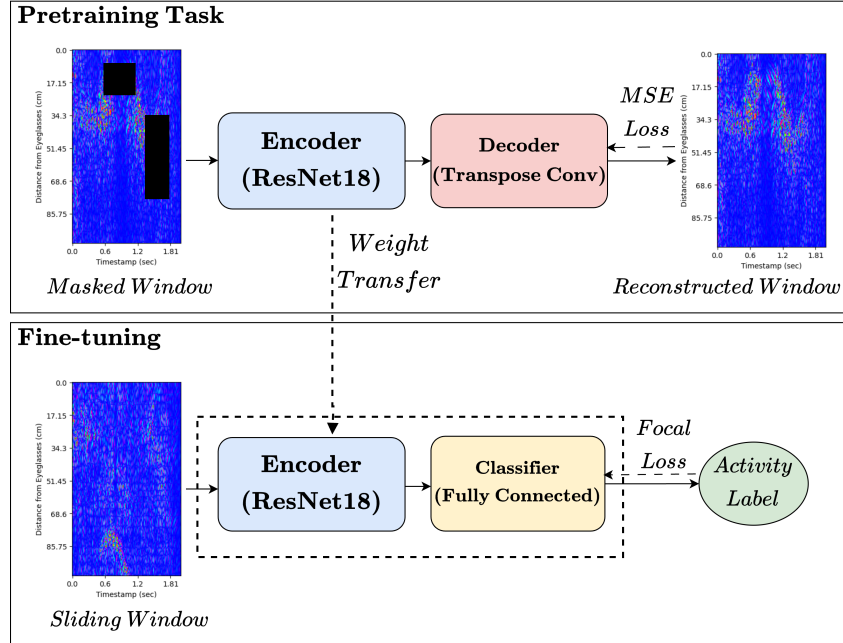 Pretraining Task
0.0
17.15
34.3
51.45
68.6
85.75
Distance from Eyeglasses (cm)
0.0 0.6 1.2 1.81
Timestamp (sec)
Masked Window
Encoder
(ResNet18)
Decoder
(Transpose Conv)
MSE
Loss
0.0
17.15
34.3
51.45
68.6
85.75
Distance from Eyeglasses (cm)
0.0 0.6 1.2 1.81
Timestamp (sec)
Reconstructed Window
Weight
Transfer
Fine-tuning
0.0
17.15
34.3
51.45
68.6
85.75
Distance from Eyeglasses (cm)
0.0 0.6 1.2 1.81
Timestamp (sec)
Sliding Window
Encoder
(ResNet18)
Classifier
(Fully Connected)
Focal
Loss
Activity
Label